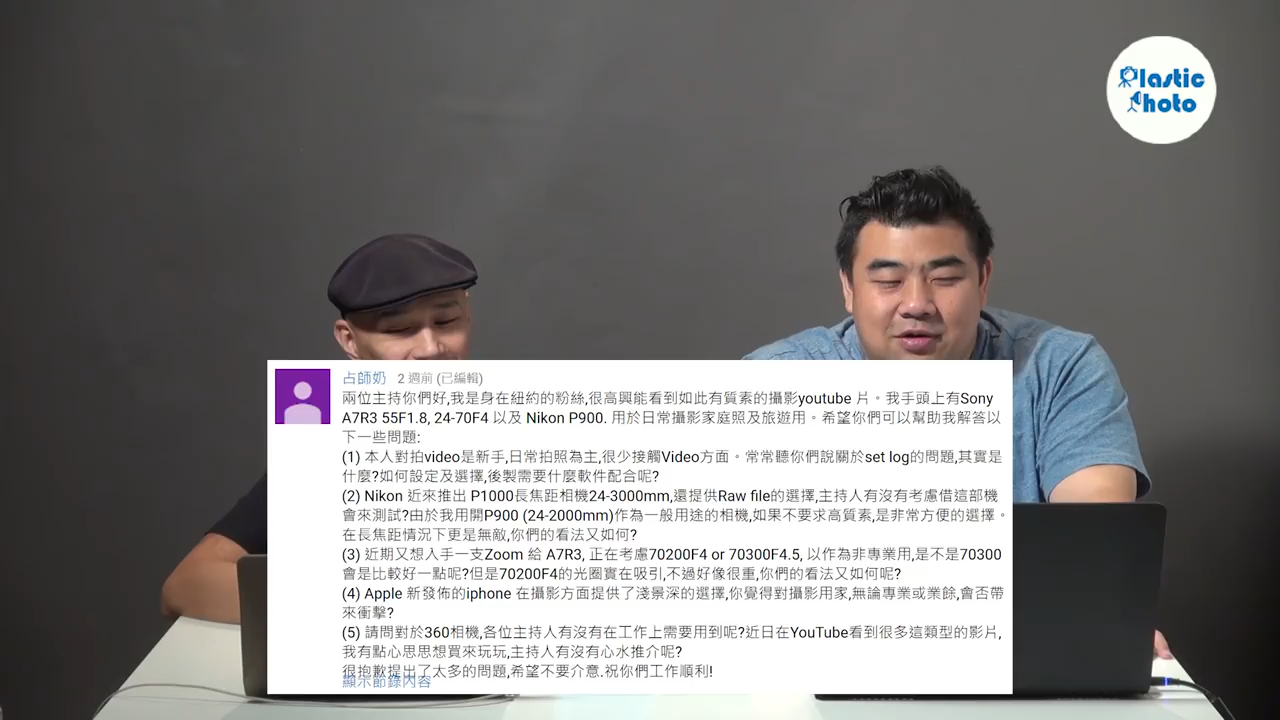 Plastic
Photo
占師奶 2 週前 (已編輯)
兩位主持你們好,我是身在紐約的粉絲,很高興能看到如此有質素的攝影youtube 片。我手頭上有Sony
A7R3 55F1.8, 24-70F4 以及 Nikon P900. 用於日常攝影家庭照及旅遊用。希望你們可以幫助我解答以
下一些問題:
(1) 本人對拍video是新手,日常拍照為主,很少接觸Video方面。常常聽你們說關於set log的問題,其實是
什麼?如何設定及選擇,後製需要什麼軟件配合呢?
(2) Nikon 近來推出 P1000長焦距相機24-3000mm,還提供Raw file的選擇,主持人有沒有考慮借這部機
會來測試?由於我用開P900 (24-2000mm)作為一般用途的相機,如果不要求高質素,是非常方便的選擇。
在長焦距情況下更是無敵,你們的看法又如何?
(3) 近期又想入手一支Zoom 給 A7R3, 正在考慮70200F4 or 70300F4.5, 以作為非專業用,是不是70300
會是比較好一點呢?但是70200F4的光圈實在吸引,不過好像很重,你們的看法又如何呢?
(4) Apple 新發佈的iphone 在攝影方面提供了淺景深的選擇,你覺得對攝影用家,無論專業或業餘,會否帶
來衝擊?
(5) 請問對於360相機,各位主持人有沒有在工作上需要用到呢?近日在YouTube看到很多這類型的影片,
我有點心思思想買來玩玩,主持人有沒有心水推介呢?
很抱歉提出了太多的問題,希望不要介意.祝你們工作順利!
顯示節錄內容